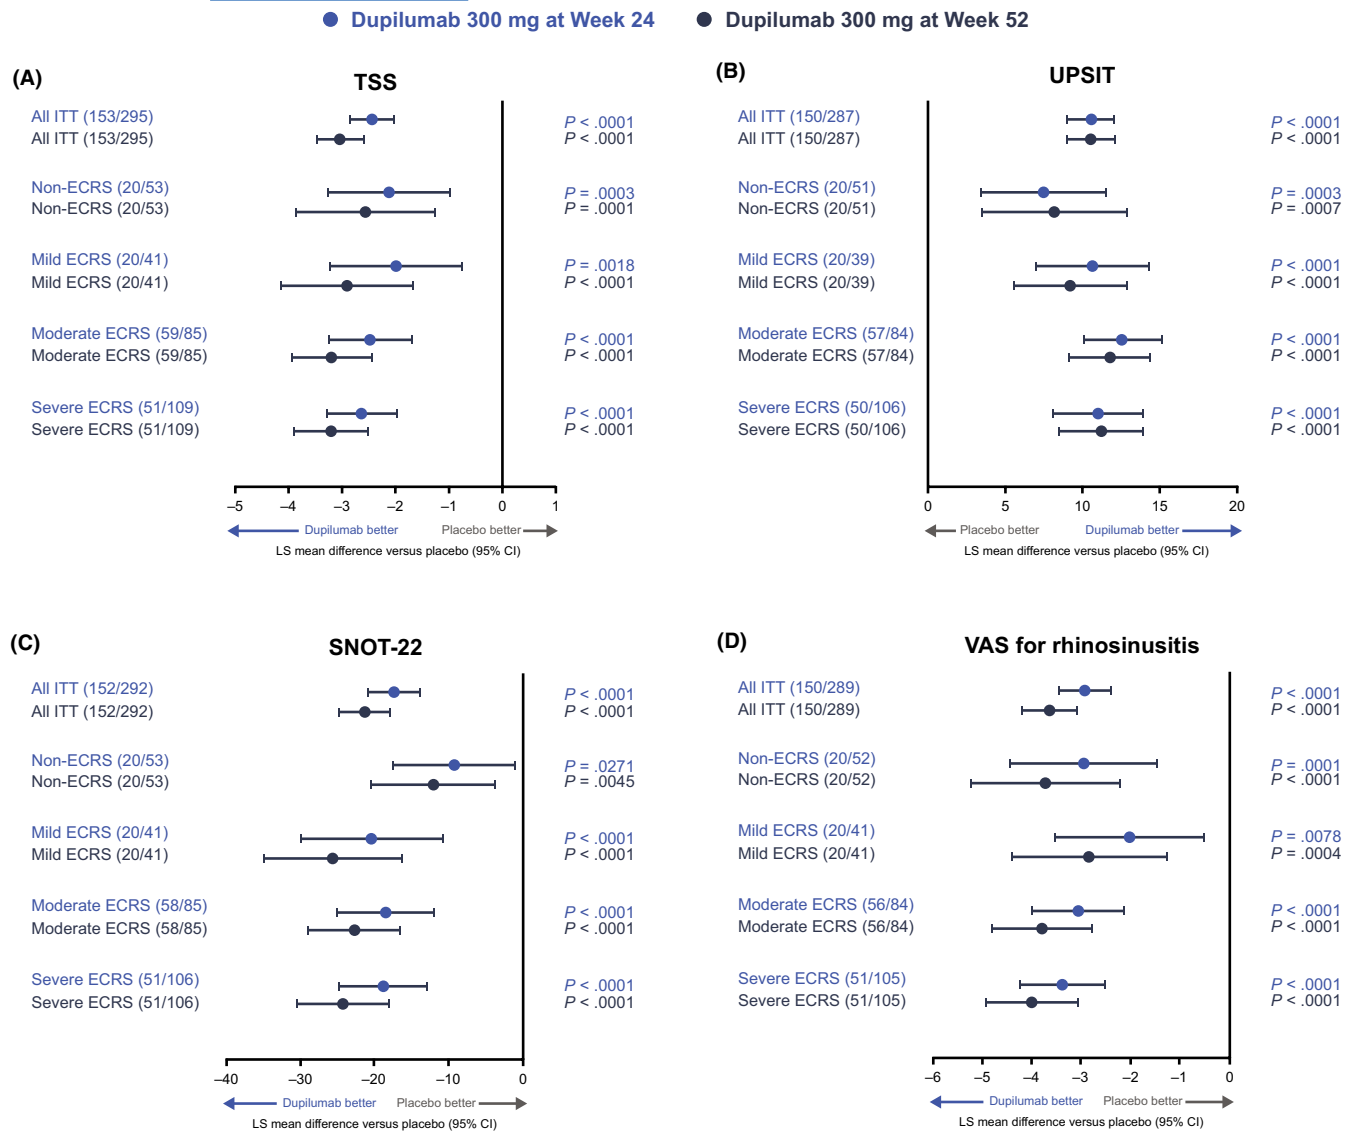 Dupilumab 300 mg at Week 24 Dupilumab 300 mg at Week 52
(A) TSS
All ITT (153/295) P < .0001
All ITT (153/295) P < .0001
Non-ECRS (20/53) P = .0003
Non-ECRS (20/53) P = .0001
Mild ECRS (20/41) P = .0018
Mild ECRS (20/41) P < .0001
Moderate ECRS (59/85) P < .0001
Moderate ECRS (59/85) P < .0001
Severe ECRS (51/109) P < .0001
Severe ECRS (51/109) P < .0001
–5 –4 –3 –2 –1 0 1
Dupilumab better Placebo better
LS mean difference versus placebo (95% CI)
(B) UPSIT
All ITT (150/287) P < .0001
All ITT (150/287) P < .0001
Non-ECRS (20/51) P = .0003
Non-ECRS (20/51) P = .0007
Mild ECRS (20/39) P < .0001
Mild ECRS (20/39) P < .0001
Moderate ECRS (57/84) P < .0001
Moderate ECRS (57/84) P < .0001
Severe ECRS (50/106) P < .0001
Severe ECRS (50/106) P < .0001
0 5 10 15 20
Placebo better Dupilumab better
LS mean difference versus placebo (95% CI)
(C) SNOT-22
All ITT (152/292) P < .0001
All ITT (152/292) P < .0001
Non-ECRS (20/53) P = .0271
Non-ECRS (20/53) P = .0045
Mild ECRS (20/41) P < .0001
Mild ECRS (20/41) P < .0001
Moderate ECRS (58/85) P < .0001
Moderate ECRS (58/85) P < .0001
Severe ECRS (51/106) P < .0001
Severe ECRS (51/106) P < .0001
–40 –30 –20 –10 0
Dupilumab better Placebo better
LS mean difference versus placebo (95% CI)
(D) VAS for rhinosinusitis
All ITT (150/289) P < .0001
All ITT (150/289) P < .0001
Non-ECRS (20/52) P = .0001
Non-ECRS (20/52) P < .0001
Mild ECRS (20/41) P = .0078
Mild ECRS (20/41) P = .0004
Moderate ECRS (56/84) P < .0001
Moderate ECRS (56/84) P < .0001
Severe ECRS (51/105) P < .0001
Severe ECRS (51/105) P < .0001
–6 –5 –4 –3 –2 –1 0
Dupilumab better Placebo better
LS mean difference versus placebo (95% CI)